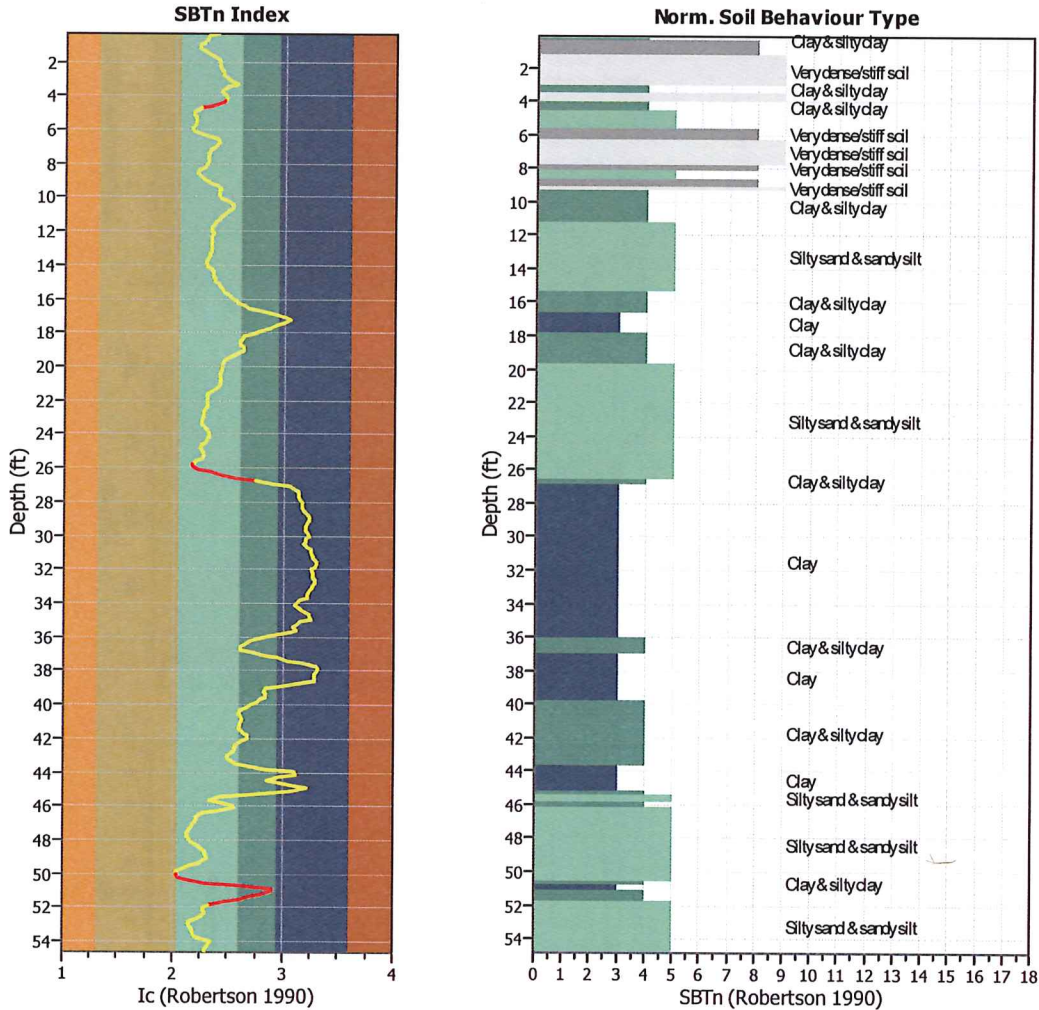 SBTn Index
Depth (ft)
2
4
6
8
10
12
14
16
18
20
22
24
26
28
30
32
34
36
38
40
42
44
46
48
50
52
54
1 2 3 4
Ic (Robertson 1990)
Norm. Soil Behaviour Type
Depth (ft)
2
4
6
8
10
12
14
16
18
20
22
24
26
28
30
32
34
36
38
40
42
44
46
48
50
52
54
Clay & silty clay
Very dense/stiff soil
Clay & silty clay
Clay & silty clay
Very dense/stiff soil
Very dense/stiff soil
Very dense/stiff soil
Very dense/stiff soil
Clay & silty clay
Silty sand & sandy silt
Clay & silty clay
Clay
Clay & silty clay
Silty sand & sandy silt
Clay & silty clay
Clay
Clay & silty clay
Clay
Clay & silty clay
Clay
Silty sand & sandy silt
Silty sand & sandy silt
Clay & silty clay
Silty sand & sandy silt
0 1 2 3 4 5 6 7 8 9 10 11 12 13 14 15 16 17 18
SBTn (Robertson 1990)